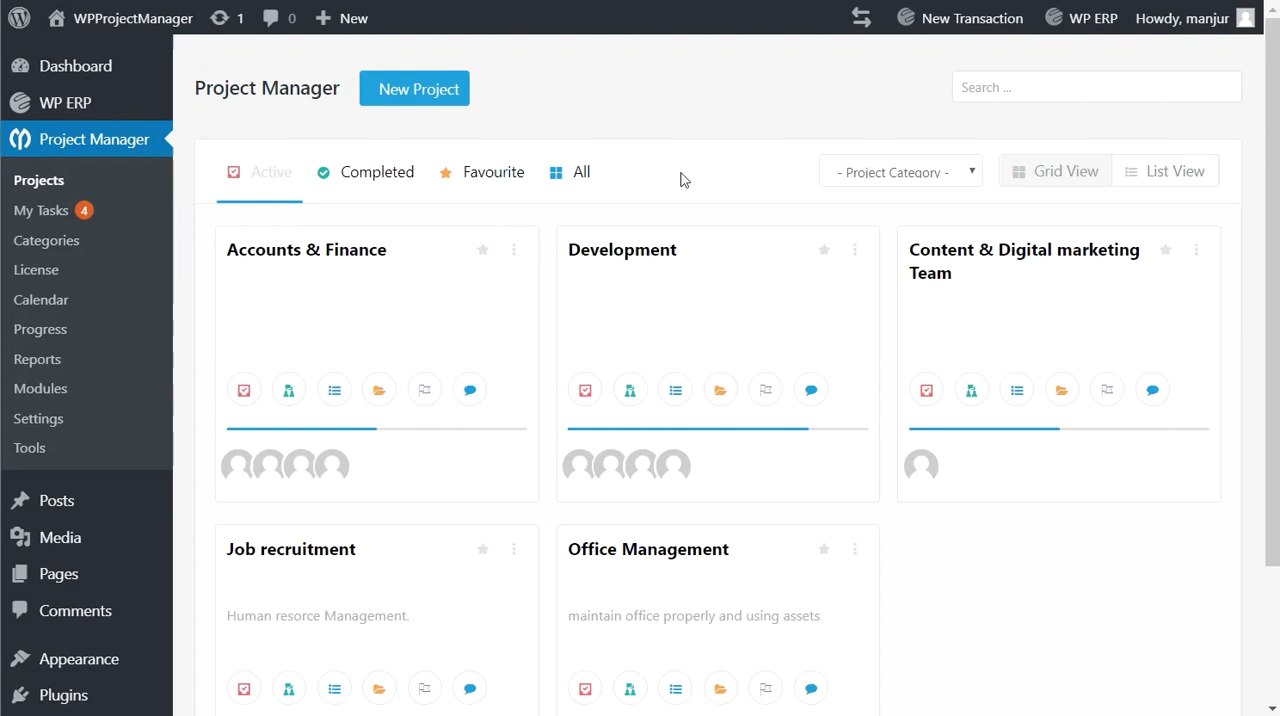 WPProjectManager 1 0 New New Transaction WP ERP Howdy, manjur
Dashboard
WP ERP
Project Manager
Projects
My Tasks 4
Categories
License
Calendar
Progress
Reports
Modules
Settings
Tools
Posts
Media
Pages
Comments
Appearance
Plugins
Project Manager New Project Search ...
Active Completed Favourite All - Project Category - Grid View List View
Accounts & Finance
Development
Content & Digital marketing
Team
Job recruitment
Human resorce Management.
Office Management
maintain office properly and using assets